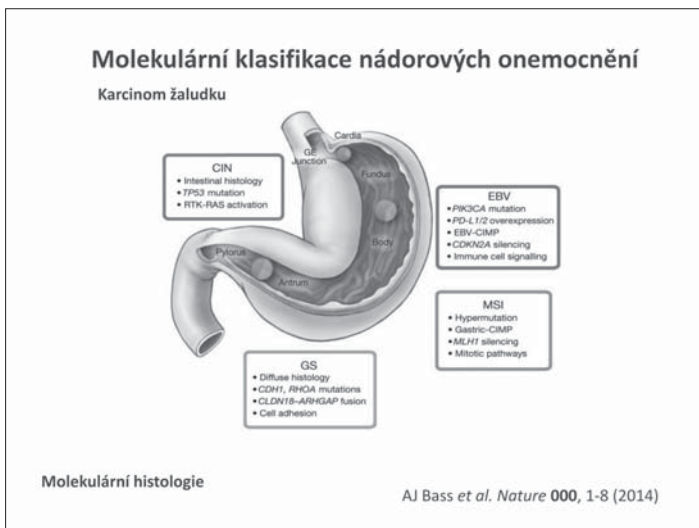 Molekulární klasifikace nádorových onemocnění
Karcinom žaludku
Cardia
GE
Junction
Fundus
Body
Pylorus
Antrum
CIN
• Intestinal histology
• TP53 mutation
• RTK-RAS activation
EBV
• PIK3CA mutation
• PD-L1/2 overexpression
• EBV-CIMP
• CDKN2A silencing
• Immune cell signalling
MSI
• Hypermutation
• Gastric-CIMP
• MLH1 silencing
• Mitotic pathways
GS
• Diffuse histology
• CDH1, RHOA mutations
• CLDN18–ARHGAP fusion
• Cell adhesion
Molekulární histologie
AJ Bass et al. Nature 000, 1-8 (2014)